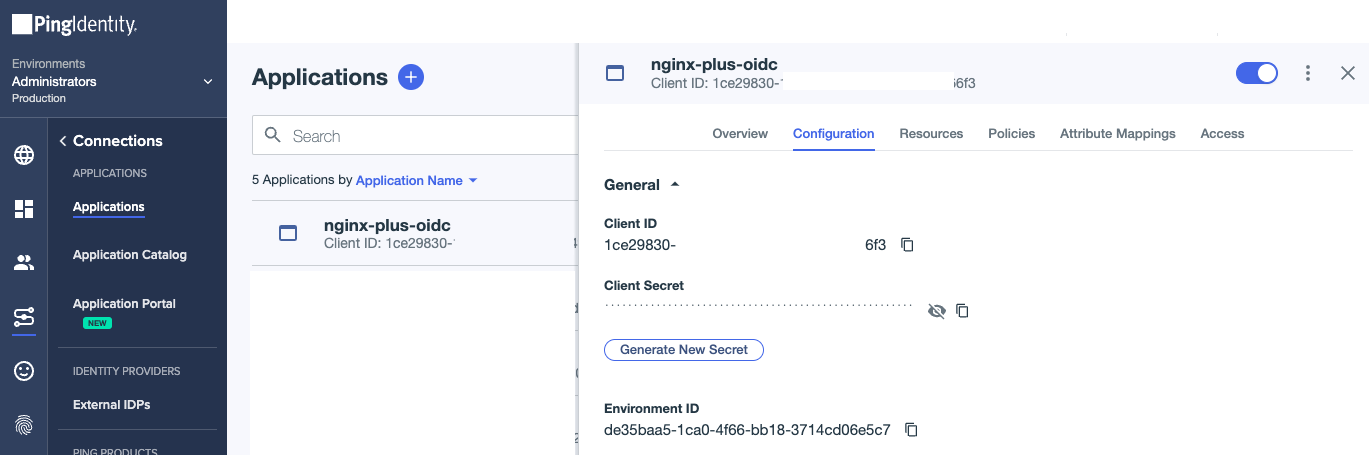 PingIdentity.
Environments
Administrators
Production
Connections
APPLICATIONS
Applications
Application Catalog
Application Portal
NEW
IDENTITY PROVIDERS
External IDPs
PING PRODUCTS
Applications
Search
5 Applications by Application Name
nginx-plus-oidc
Client ID: 1ce29830-
nginx-plus-oidc
Client ID: 1ce29830- 66f3
Overview Configuration Resources Policies Attribute Mappings Access
General
Client ID
1ce29830- 6f3
Client Secret
Generate New Secret
Environment ID
de35baa5-1ca0-4f66-bb18-3714cd06e5c7